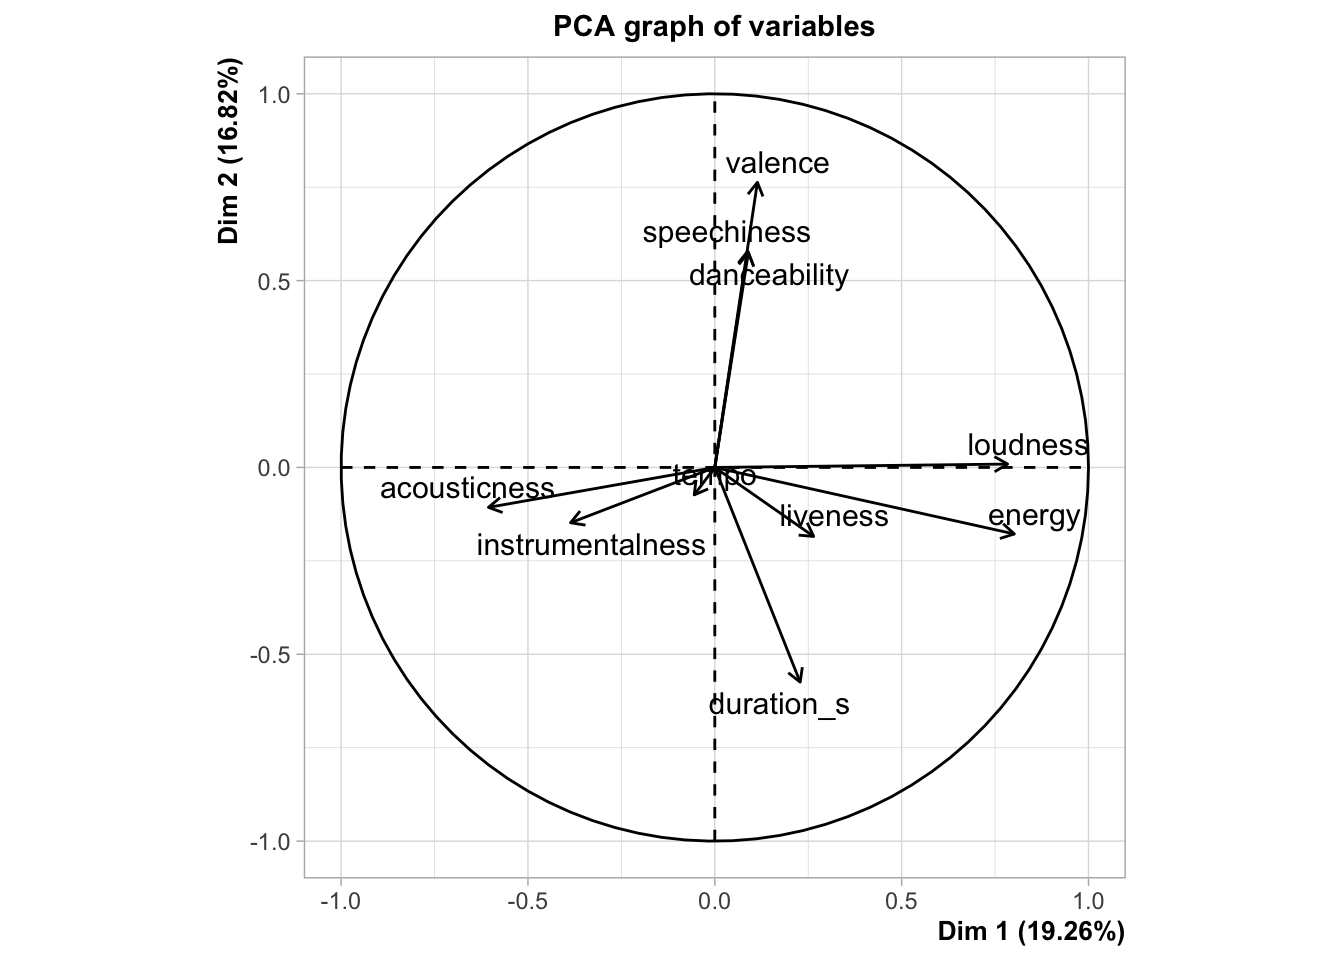 PCA graph of variables
Dim 2 (16.82%)
1.0
valence
speechiness
danceability
0.5
loudness
0.0
tempo
acousticness
liveness
energy
instrumentalness
-0.5
duration_s
-1.0
-1.0
-0.5
0.0
0.5
1.0
Dim 1 (19.26%)